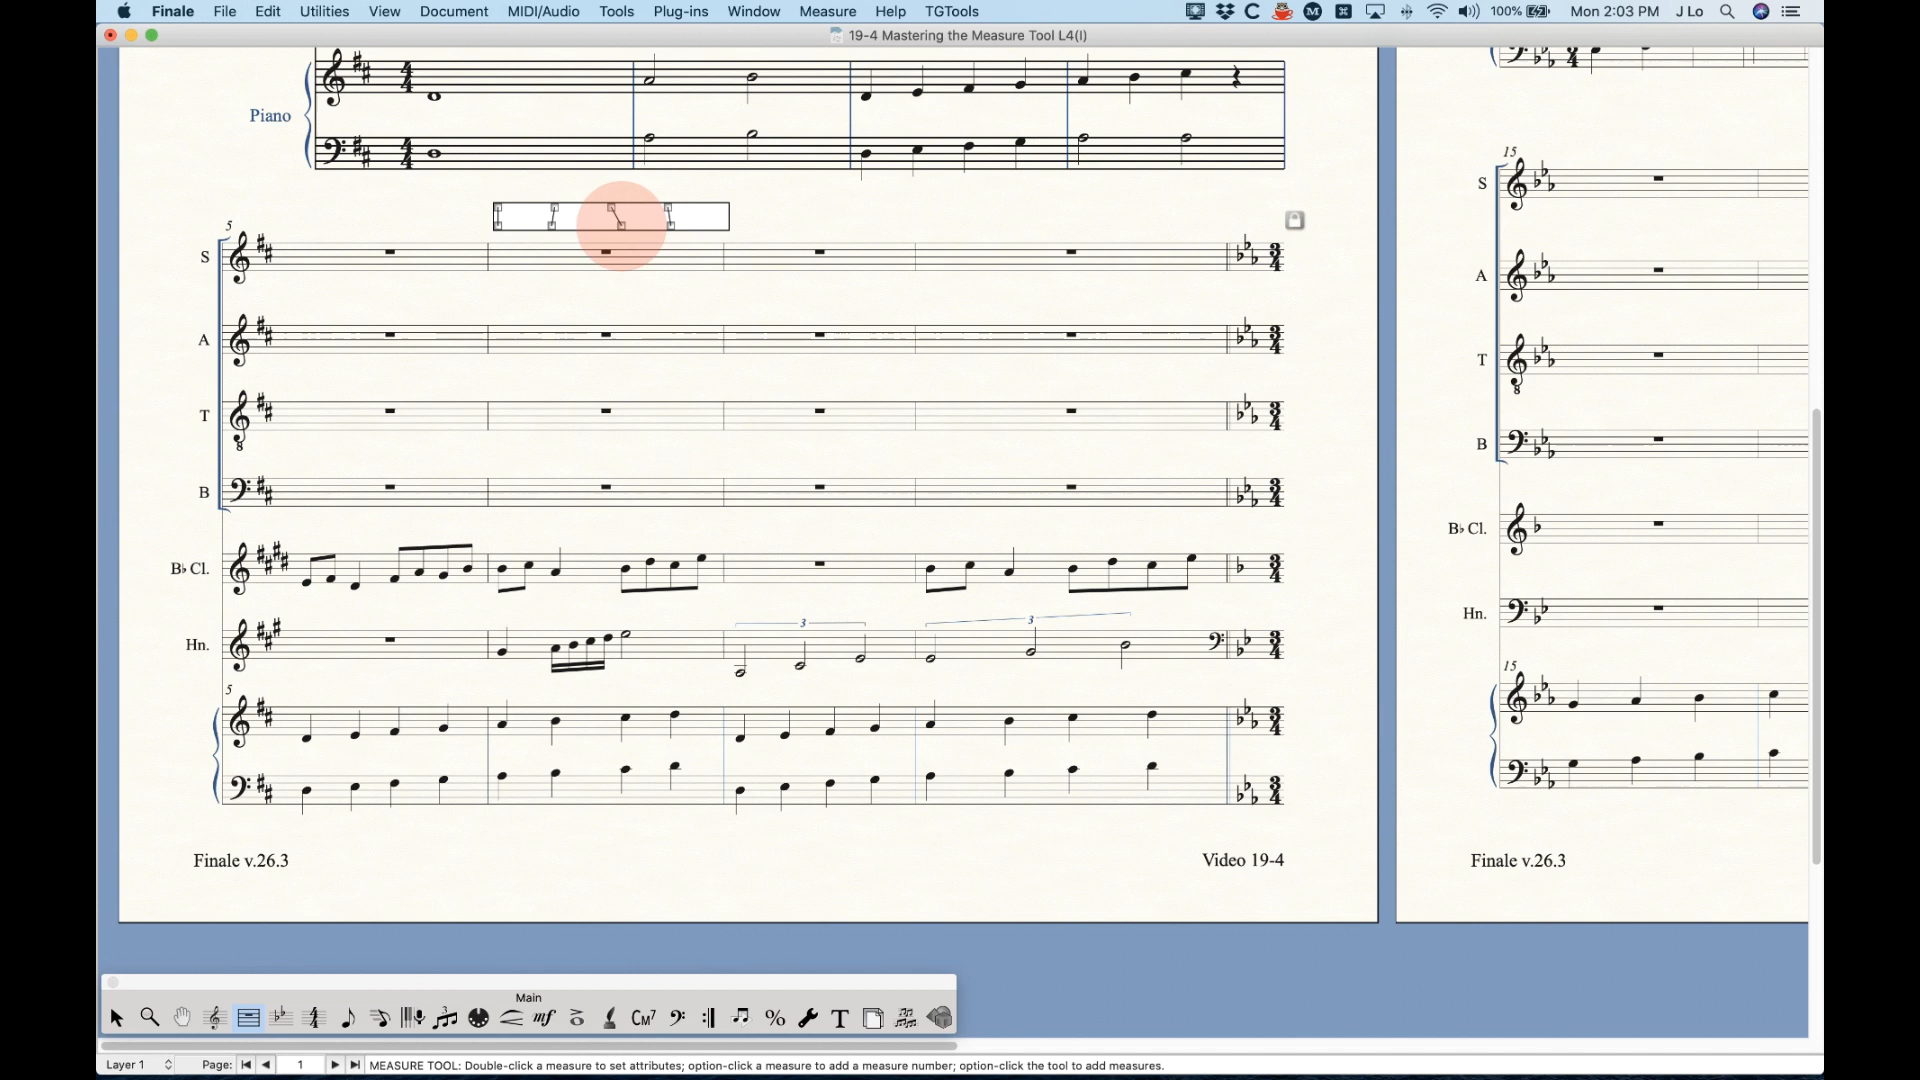 Finale File Edit Utilities View Document MIDI/Audio Tools Plug-ins Window Measure Help TGTools 100% Mon 2:03 PM J Lo
19-4 Mastering the Measure Tool L4(I)
Piano
5
S
A
T
B
B♭ Cl.
3
3
Hn.
5
Finale v.26.3
Video 19-4
15
S
A
T
B
B♭ Cl.
Hn.
15
Finale v.26.3
Main
mf CM7 % T
Layer 1 Page: 1 MEASURE TOOL: Double-click a measure to set attributes; option-click a measure to add a measure number; option-click the tool to add measures.